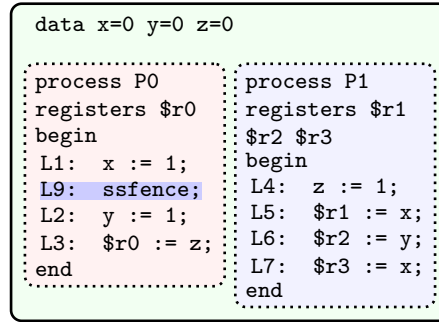 data x=0 y=0 z=0
process P0
registers $r0
begin
L1: x := 1;
L9: ssfence;
L2: y := 1;
L3: $r0 := z;
end
process P1
registers $r1
$r2 $r3
begin
L4: z := 1;
L5: $r1 := x;
L6: $r2 := y;
L7: $r3 := x;
end